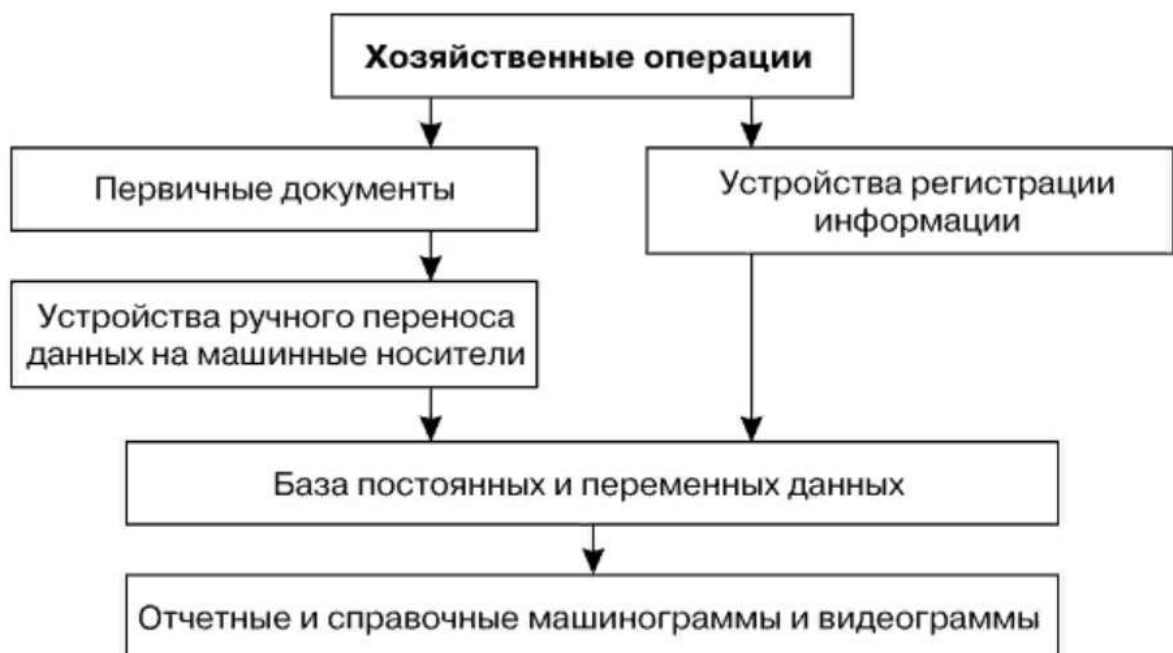 Хозяйственные операции
Первичные документы
Устройства регистрации
информации
Устройства ручного переноса
данных на машинные носители
База постоянных и переменных данных
Отчетные и справочные машинограммы и видеограммы